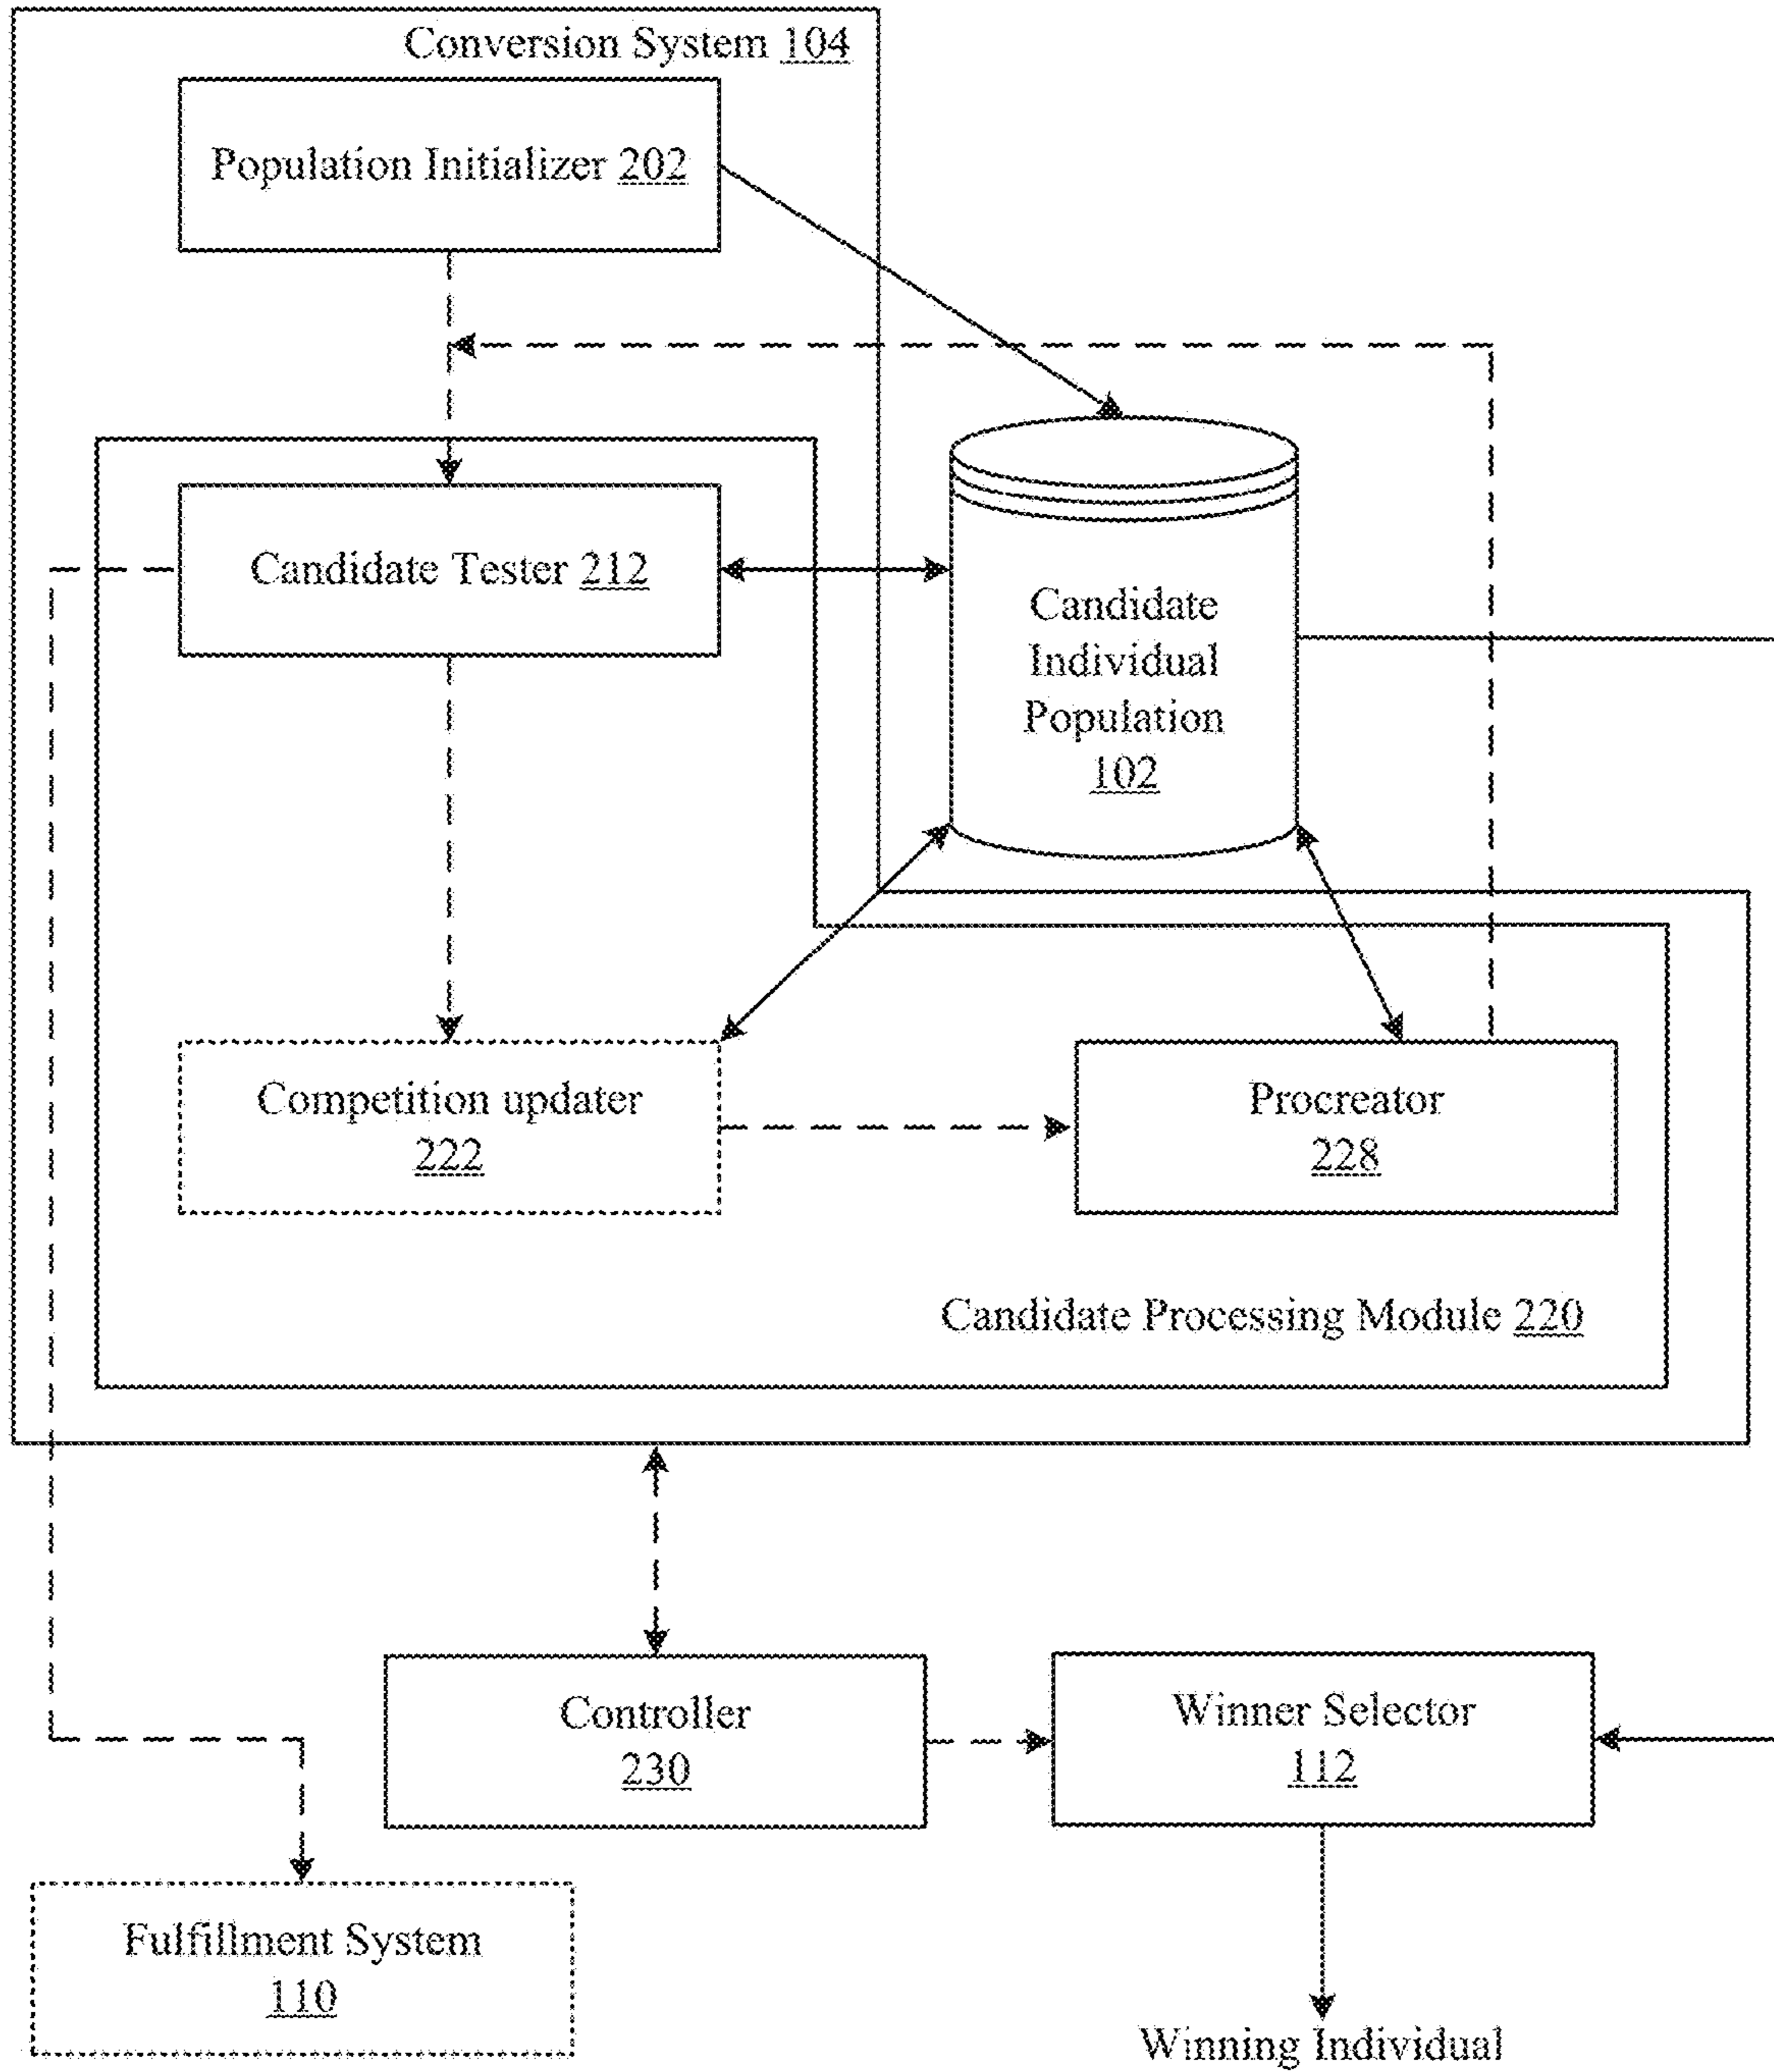 Conversion System 104
Population Initializer 202
Candidate Tester 212
Candidate
Individual
Population
102
Competition updater
222
Procreator
228
Candidate Processing Module 220
Controller
230
Winner Selector
112
Fulfillment System
110
Winning Individual